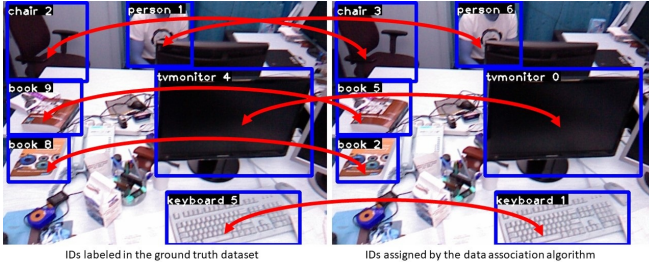 chair 2
person 1
chair 3
person 6
tvmonitor 4
tvmonitor 0
book 9
book 5
book 8
book 2
keyboard 5
keyboard 1
IDs labeled in the ground truth dataset
IDs assigned by the data association algorithm